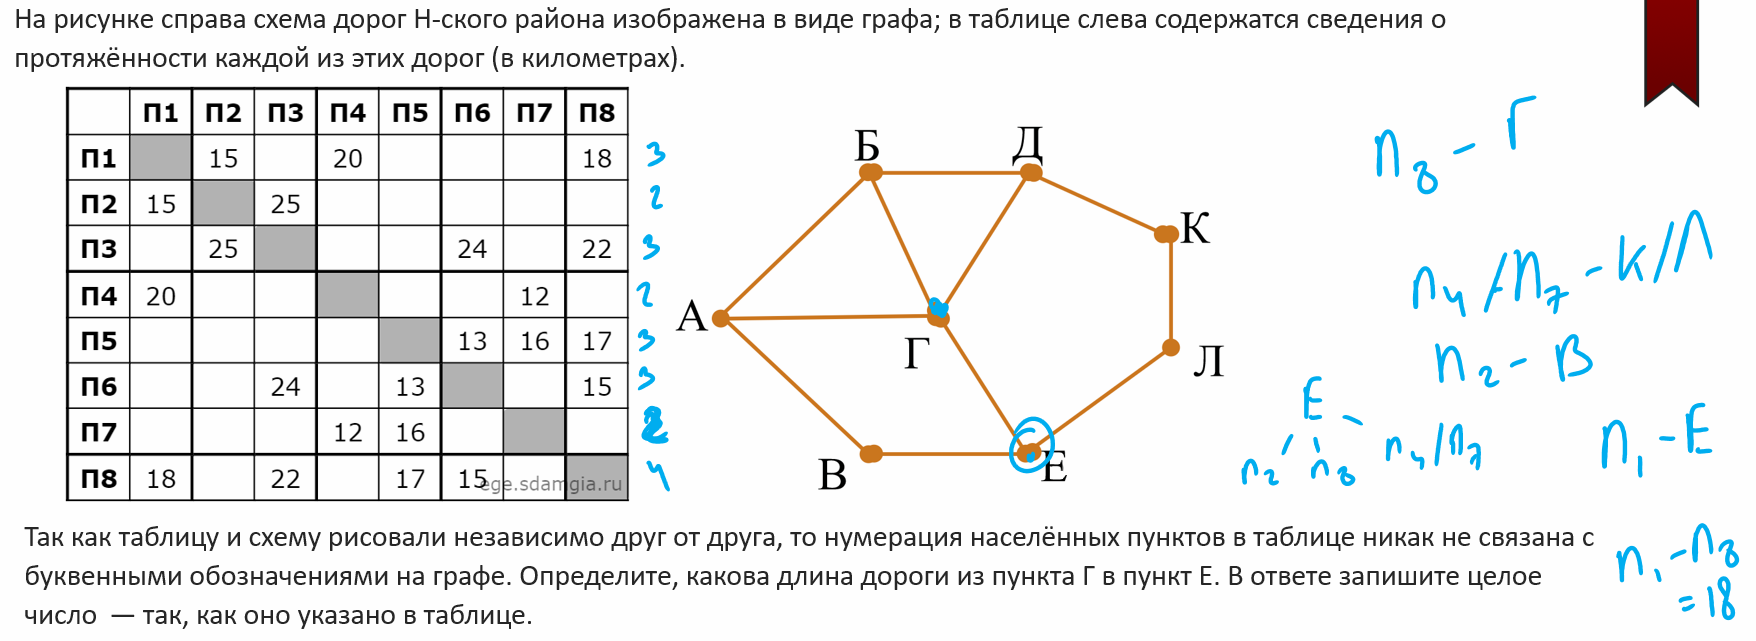 На рисунке справа схема дорог Н-ского района изображена в виде графа; в таблице слева содержатся сведения о
протяжённости каждой из этих дорог (в километрах).
П1 П2 П3 П4 П5 П6 П7 П8
П1 15 20 18 3
П2 15 25 2
П3 25 24 22 3
П4 20 12 2
П5 13 16 17 3
П6 24 13 15 3
П7 12 16 2
П8 18 22 17 15 4
ege.sdamgia.ru
Б Д
К
А
Г
Л
В Е
п8 - Г
п4/п7 - К/Л
п2 - В
Е
п2 п8 п4/п7
п1 - Е
п1 - п8
= 18
Так как таблицу и схему рисовали независимо друг от друга, то нумерация населённых пунктов в таблице никак не связана с
буквенными обозначениями на графе. Определите, какова длина дороги из пункта Г в пункт Е. В ответе запишите целое
число — так, как оно указано в таблице.